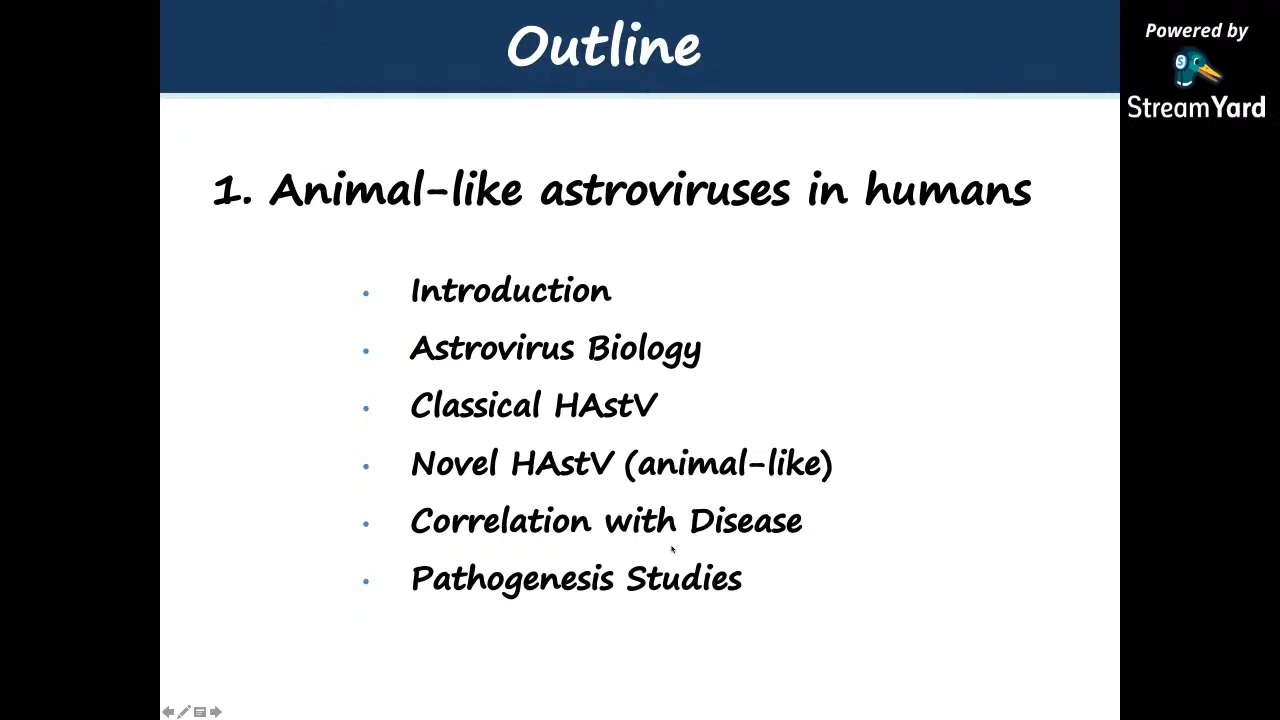 Outline
Powered by
StreamYard
1. Animal-like astroviruses in humans
• Introduction
• Astrovirus Biology
• Classical HAstV
• Novel HAstV (animal-like)
• Correlation with Disease
• Pathogenesis Studies